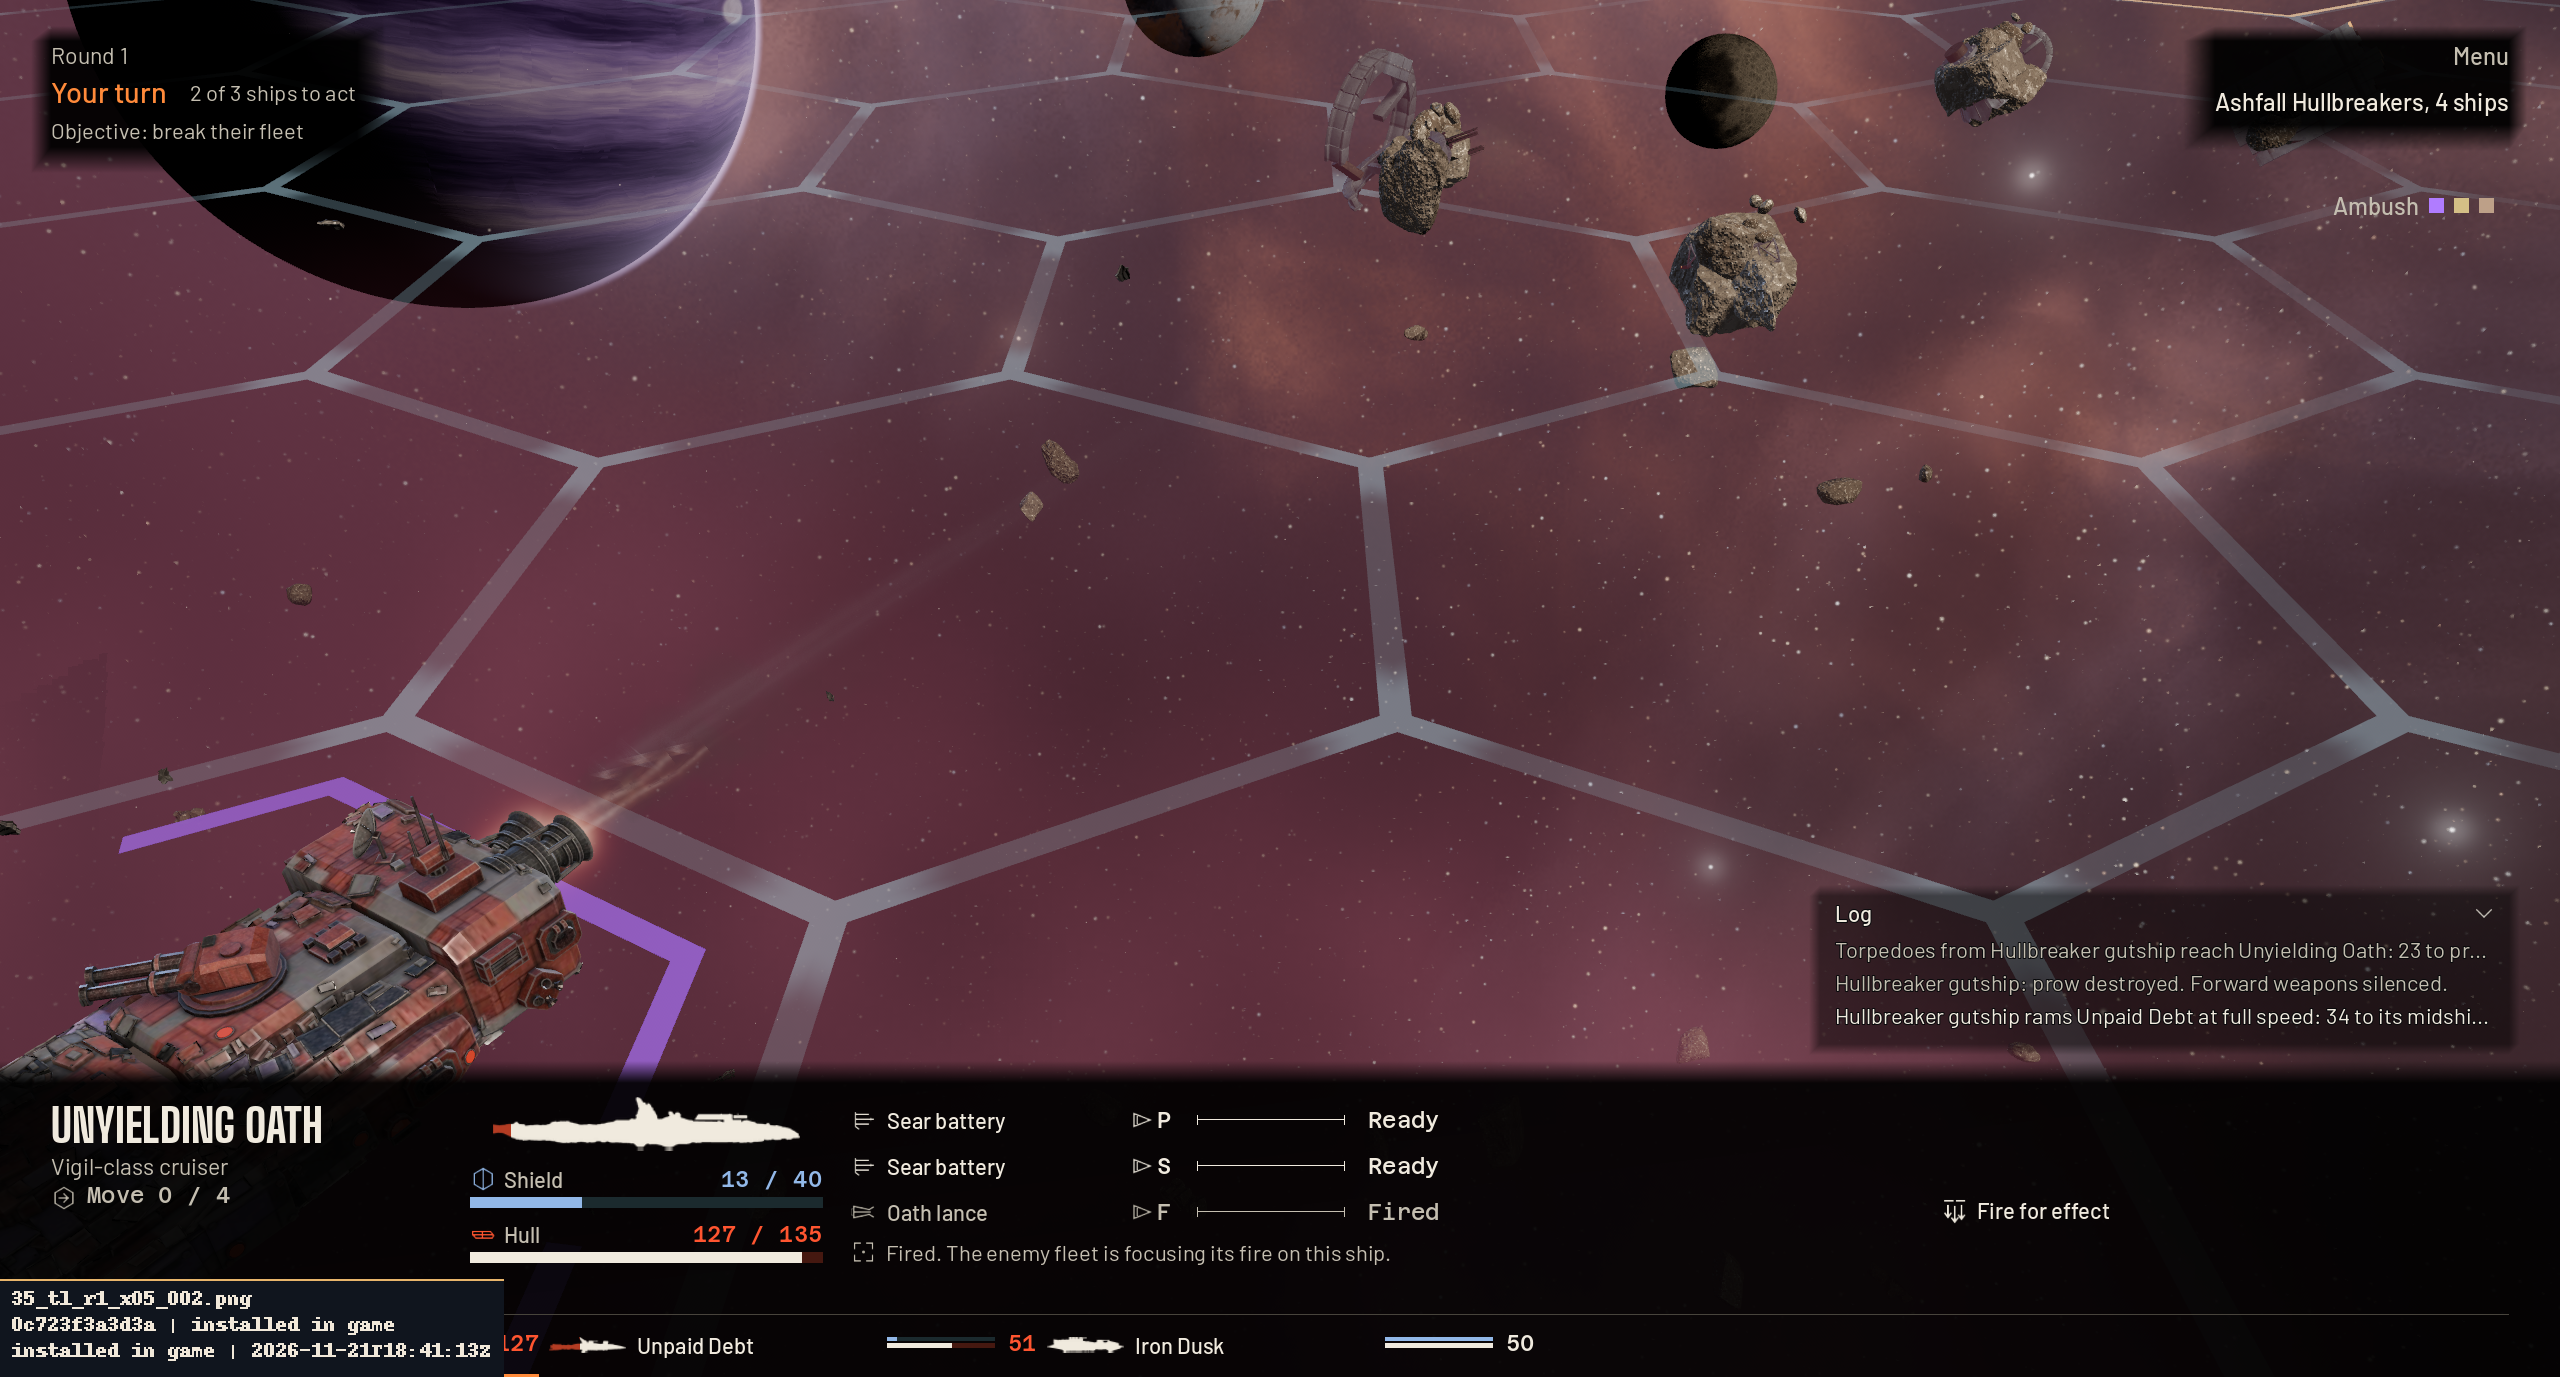 Round 1
Your turn 2 of 3 ships to act
Objective: break their fleet
Menu
Ashfall Hullbreakers, 4 ships
Ambush
Log
Torpedoes from Hullbreaker gutship reach Unyielding Oath: 23 to pr...
Hullbreaker gutship: prow destroyed. Forward weapons silenced.
Hullbreaker gutship rams Unpaid Debt at full speed: 34 to its midshi...
UNYIELDING OATH
Vigil-class cruiser
Move 0 / 4
Shield 13 / 40
Hull 127 / 135
Sear battery P Ready
Sear battery S Ready
Oath lance F Fired
Fired. The enemy fleet is focusing its fire on this ship.
Fire for effect
35_tl_r1_x05_002.png
0c723f3a3d3a | installed in game
installed in game | 2026-11-21r18:41:13z
127 Unpaid Debt 51 Iron Dusk 50